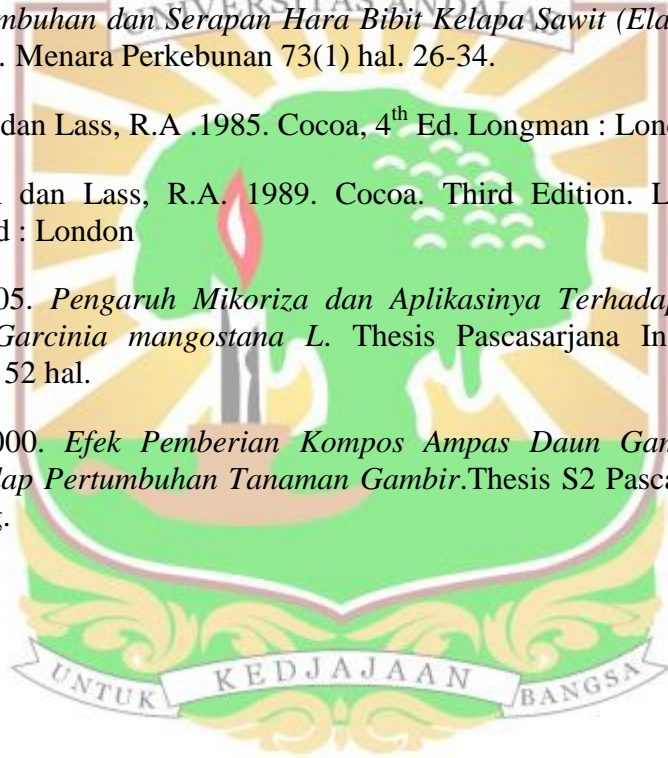 mbuhan dan Serapan Hara Bibit Kelapa Sawit (Ela
. Menara Perkebunan 73(1) hal. 26-34.
dan Lass, R.A .1985. Cocoa, 4th Ed. Longman : Lon
dan Lass, R.A. 1989. Cocoa. Third Edition. L
d : London
05. Pengaruh Mikoriza dan Aplikasinya Terhadap
Garcinia mangostana L. Thesis Pascasarjana In
52 hal.
000. Efek Pemberian Kompos Ampas Daun Gam
dap Pertumbuhan Tanaman Gambir.Thesis S2 Pasca
g.
UNTUK KEDJAJAAN BANGSA